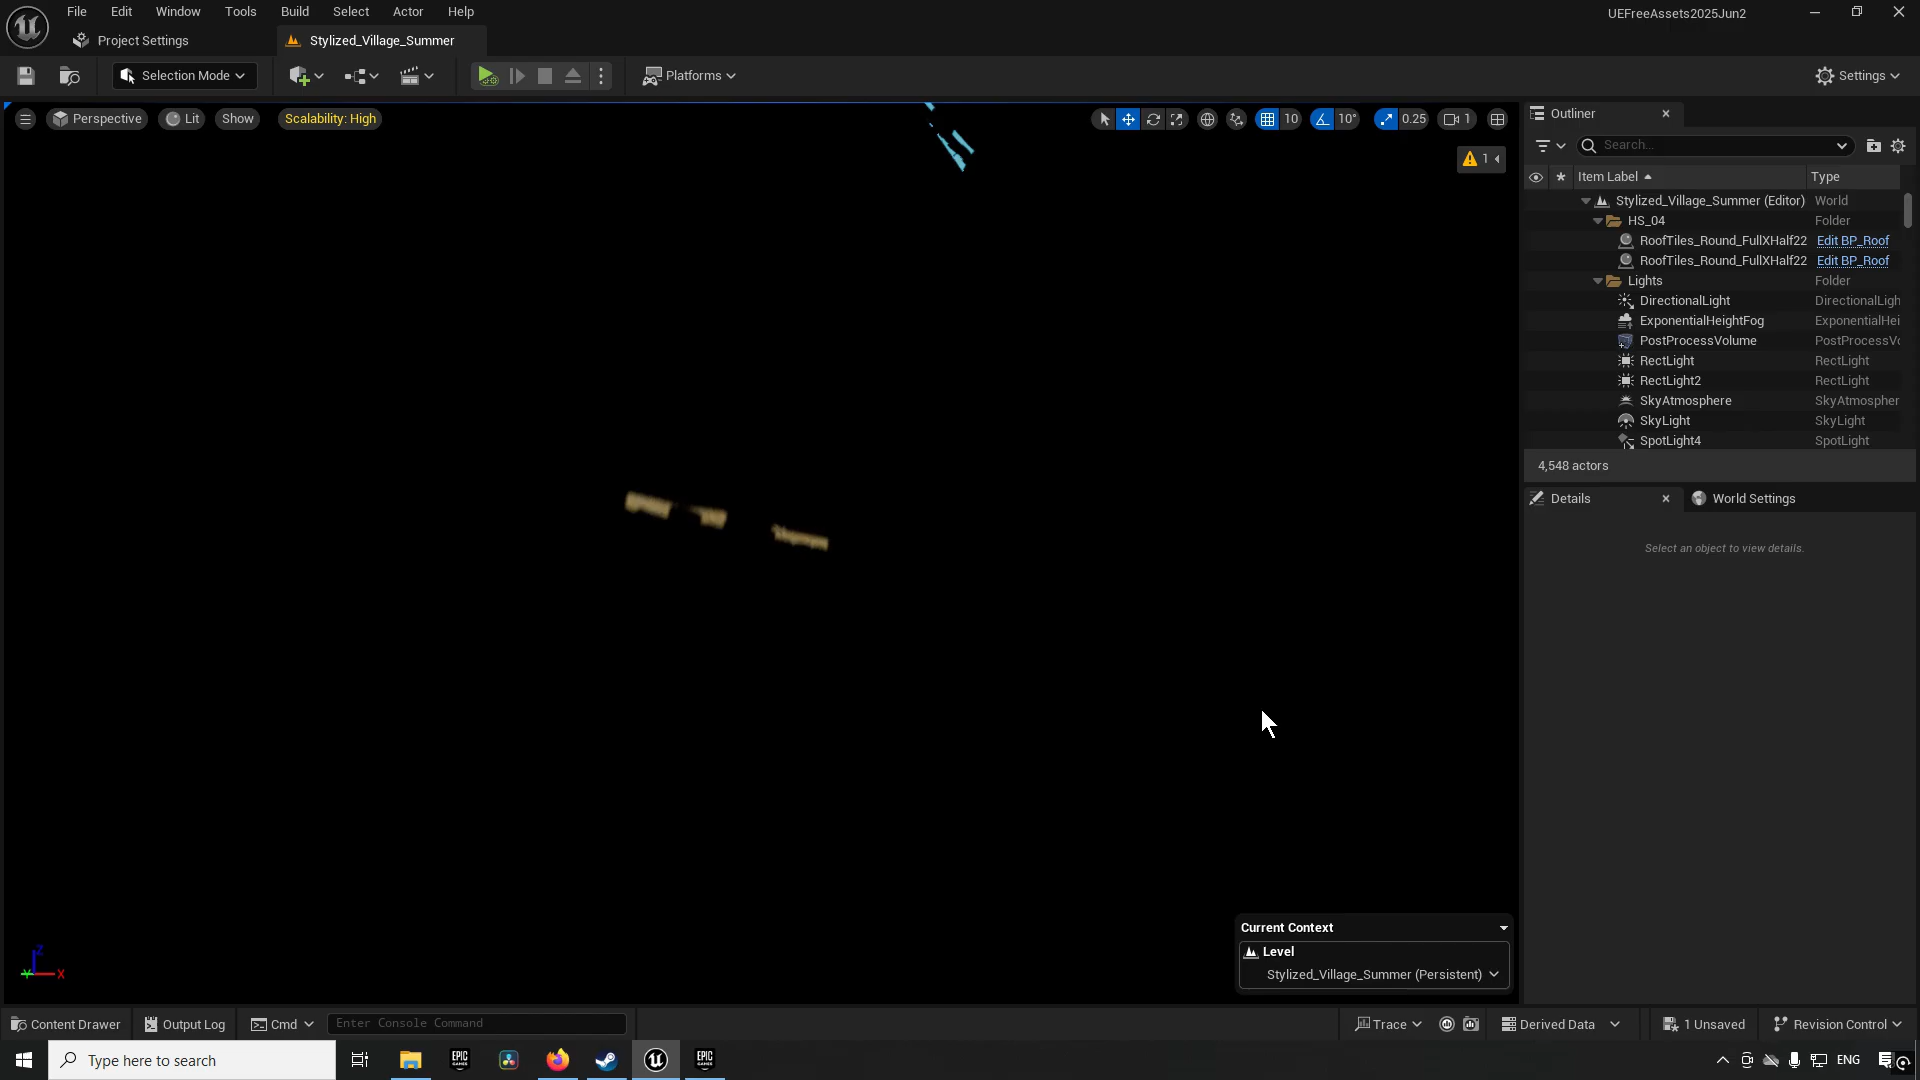 File Edit Window Tools Build Select Actor Help
UEFreeAssets2025Jun2
Project Settings
Stylized_Village_Summer
Selection Mode
Platforms
Settings
Perspective
Lit
Show
Scalability: High
10
10°
0.25
1
1
Outliner
Search...
Item Label
Type
Stylized_Village_Summer (Editor) World
HS_04 Folder
RoofTiles_Round_FullXHalf22 Edit BP_Roof
RoofTiles_Round_FullXHalf22 Edit BP_Roof
Lights Folder
DirectionalLight DirectionalLigh
ExponentialHeightFog ExponentialHei
PostProcessVolume PostProcessVo
RectLight RectLight
RectLight2 RectLight
SkyAtmosphere SkyAtmospher
SkyLight SkyLight
SpotLight4 SpotLight
4,548 actors
Details
World Settings
Select an object to view details.
Current Context
Level
Stylized_Village_Summer (Persistent)
Z
Y
X
Content Drawer
Output Log
Cmd
Enter Console Command
Trace
Derived Data
1 Unsaved
Revision Control
Type here to search
EPIC GAMES
EPIC GAMES
ENG